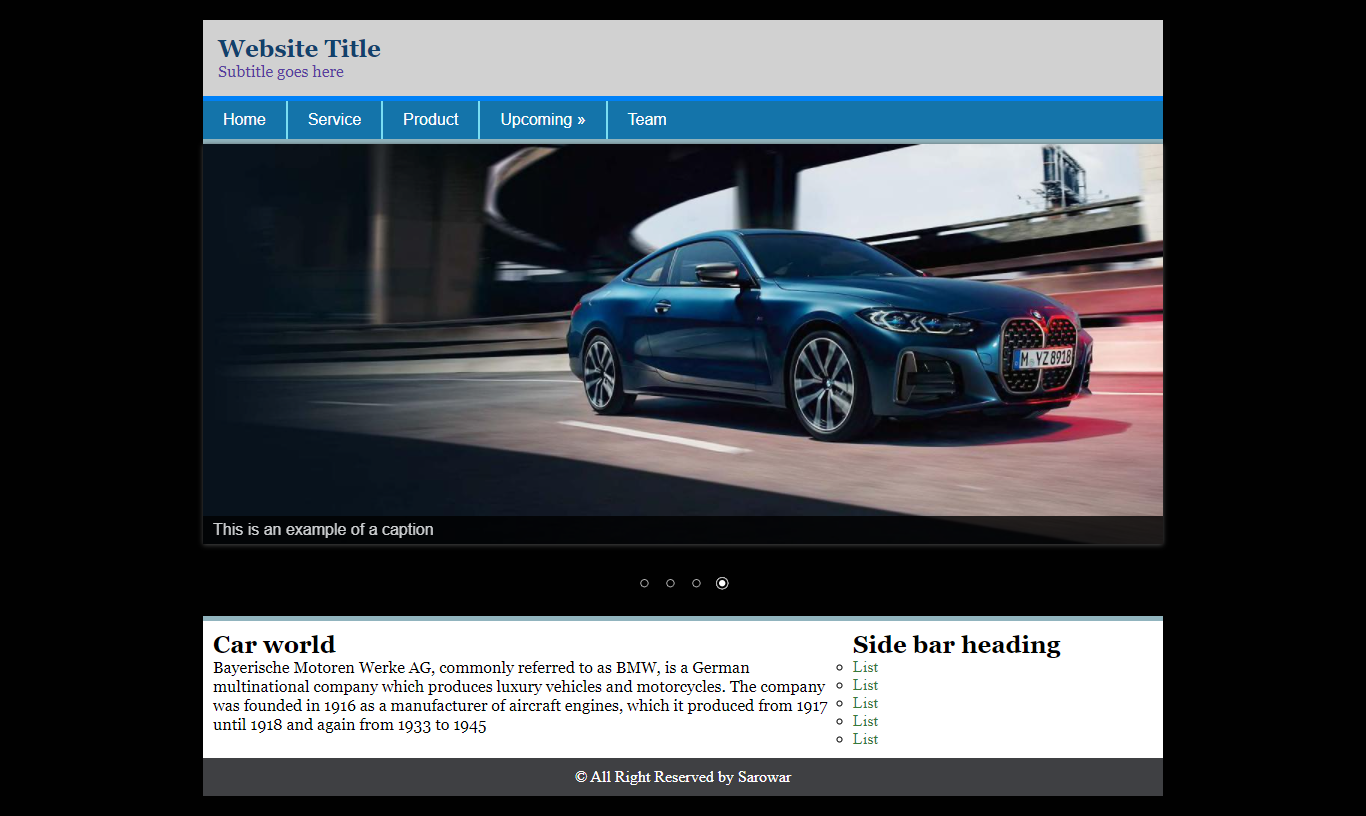 Website Title
Subtitle goes here
Home Service Product Upcoming » Team
M YZ 8918
This is an example of a caption
Car world
Bayerische Motoren Werke AG, commonly referred to as BMW, is a German
multinational company which produces luxury vehicles and motorcycles. The company
was founded in 1916 as a manufacturer of aircraft engines, which it produced from 1917
until 1918 and again from 1933 to 1945
Side bar heading
List
List
List
List
List
© All Right Reserved by Sarowar